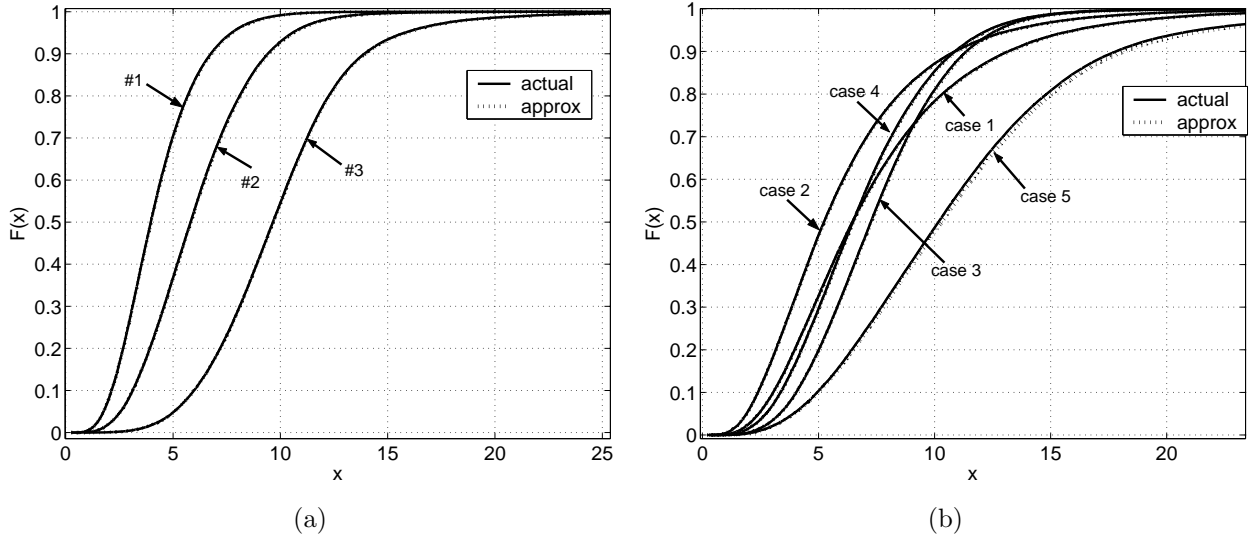 1
0.9
0.8
0.7
0.6
0.5
0.4
0.3
0.2
0.1
0
F(x)
0 5 10 15 20 25
x
#1
#2
#3
actual
approx
(a)
1
0.9
0.8
0.7
0.6
0.5
0.4
0.3
0.2
0.1
0
F(x)
0 5 10 15 20
x
case 4
case 1
case 2
case 5
case 3
actual
approx
(b)